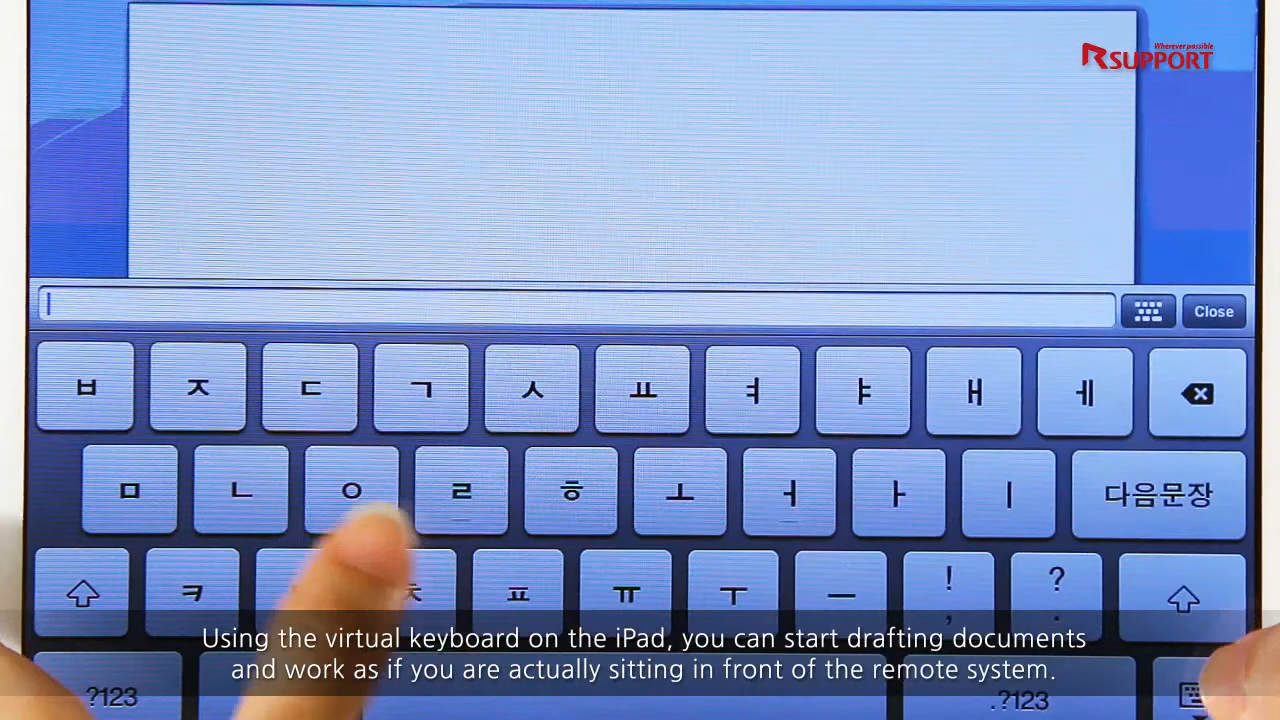 Wherever possible
RSUPPORT
Close
ㅂ ㅈ ㄷ ㄱ ㅅ ㅛ ㅕ ㅑ ㅐ ㅔ
ㅁ ㄴ ㅇ ㄹ ㅎ ㅗ ㅓ ㅏ ㅣ 다음문장
ㅋ ㅊ ㅍ ㅠ ㅜ ㅡ ! , ? .
Using the virtual keyboard on the iPad, you can start drafting documents
and work as if you are actually sitting in front of the remote system.
.?123 .?123